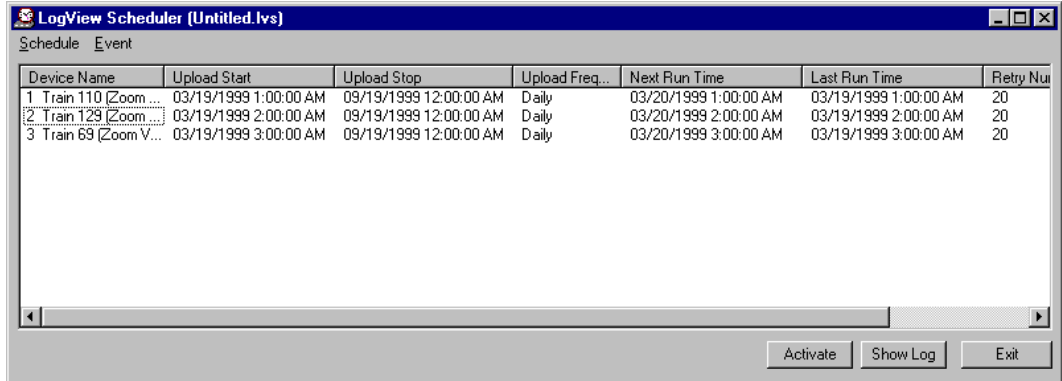 LogView Scheduler (Untitled.lvs)
Schedule Event
Device Name Upload Start Upload Stop Upload Freq... Next Run Time Last Run Time Retry Nur
1 Train 110 (Zoom ... 03/19/1999 1:00:00 AM 09/19/1999 12:00:00 AM Daily 03/20/1999 1:00:00 AM 03/19/1999 1:00:00 AM 20
2 Train 129 (Zoom ... 03/19/1999 2:00:00 AM 09/19/1999 12:00:00 AM Daily 03/20/1999 2:00:00 AM 03/19/1999 2:00:00 AM 20
3 Train 69 (Zoom V... 03/19/1999 3:00:00 AM 09/19/1999 12:00:00 AM Daily 03/20/1999 3:00:00 AM 03/19/1999 3:00:00 AM 20
Activate Show Log Exit